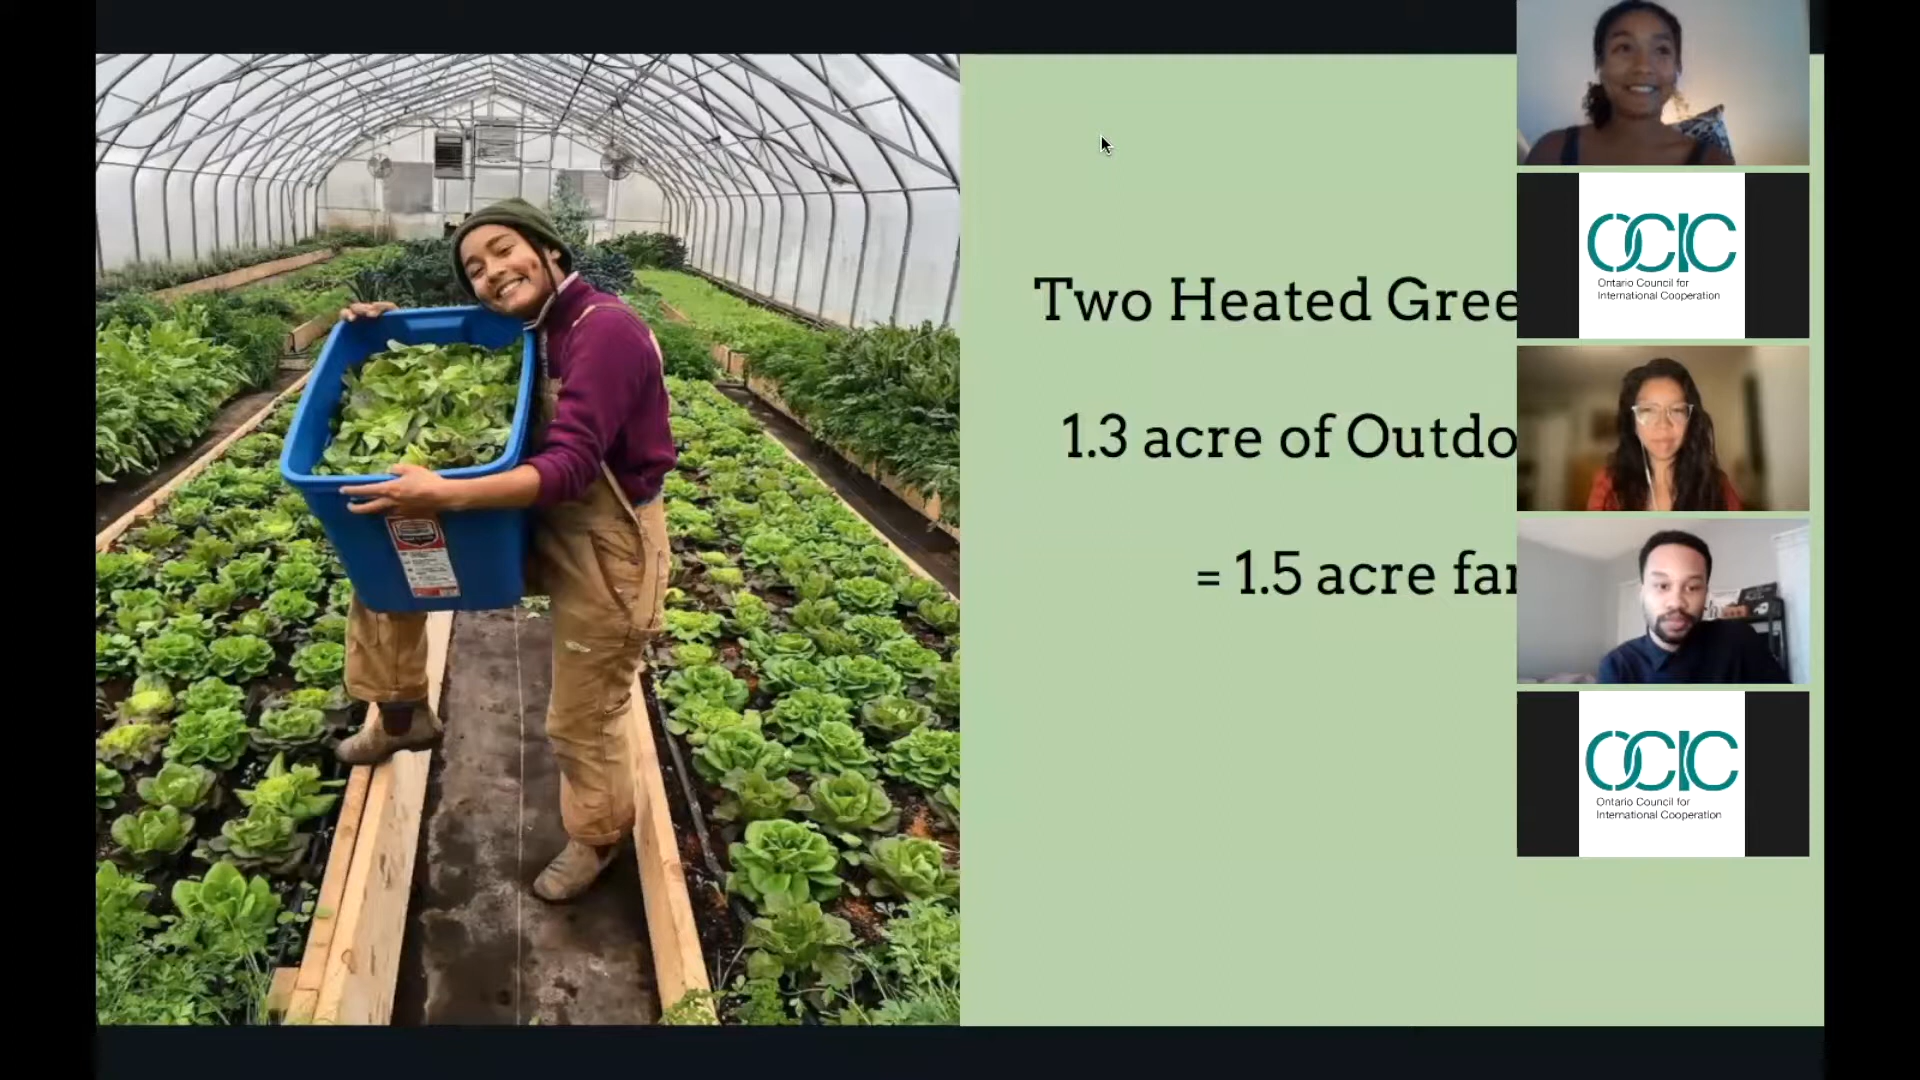 Two Heated Gree
1.3 acre of Outdo
= 1.5 acre far
OCIC
Ontario Council for
International Cooperation
OCIC
Ontario Council for
International Cooperation